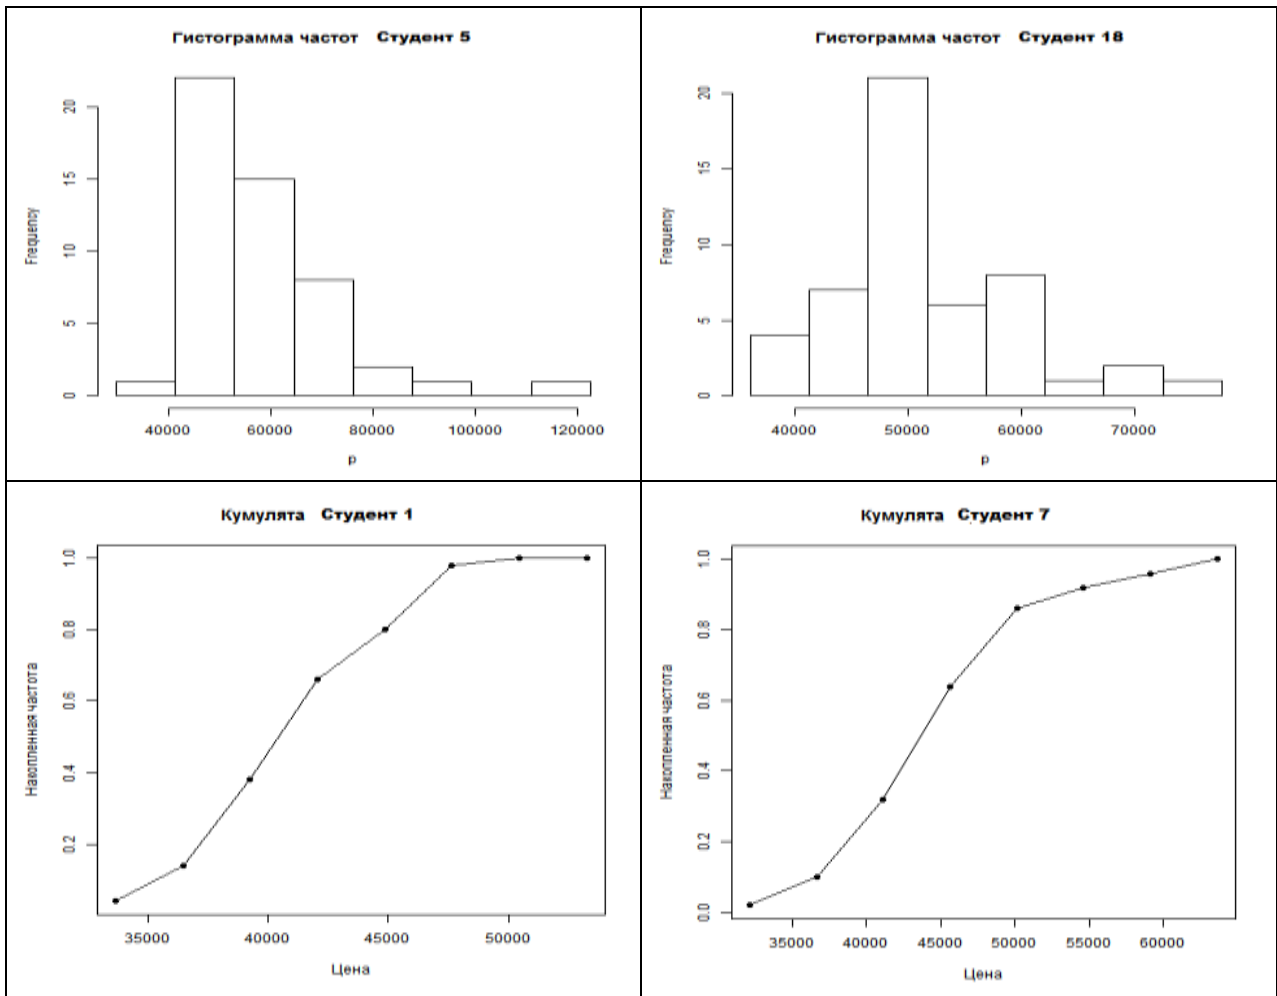 Гистограмма частот Студент 5
Frequency
20
15
10
5
0
40000 60000 80000 100000 120000
p
Гистограмма частот Студент 18
Frequency
20
15
10
5
0
40000 50000 60000 70000
p
Кумулята Студент 1
Накопленная частота
1.0
0.8
0.6
0.4
0.2
35000 40000 45000 50000
Цена
Кумулята Студент 7
Накопленная частота
1.0
0.8
0.6
0.4
0.2
0.0
35000 40000 45000 50000 55000 60000
Цена